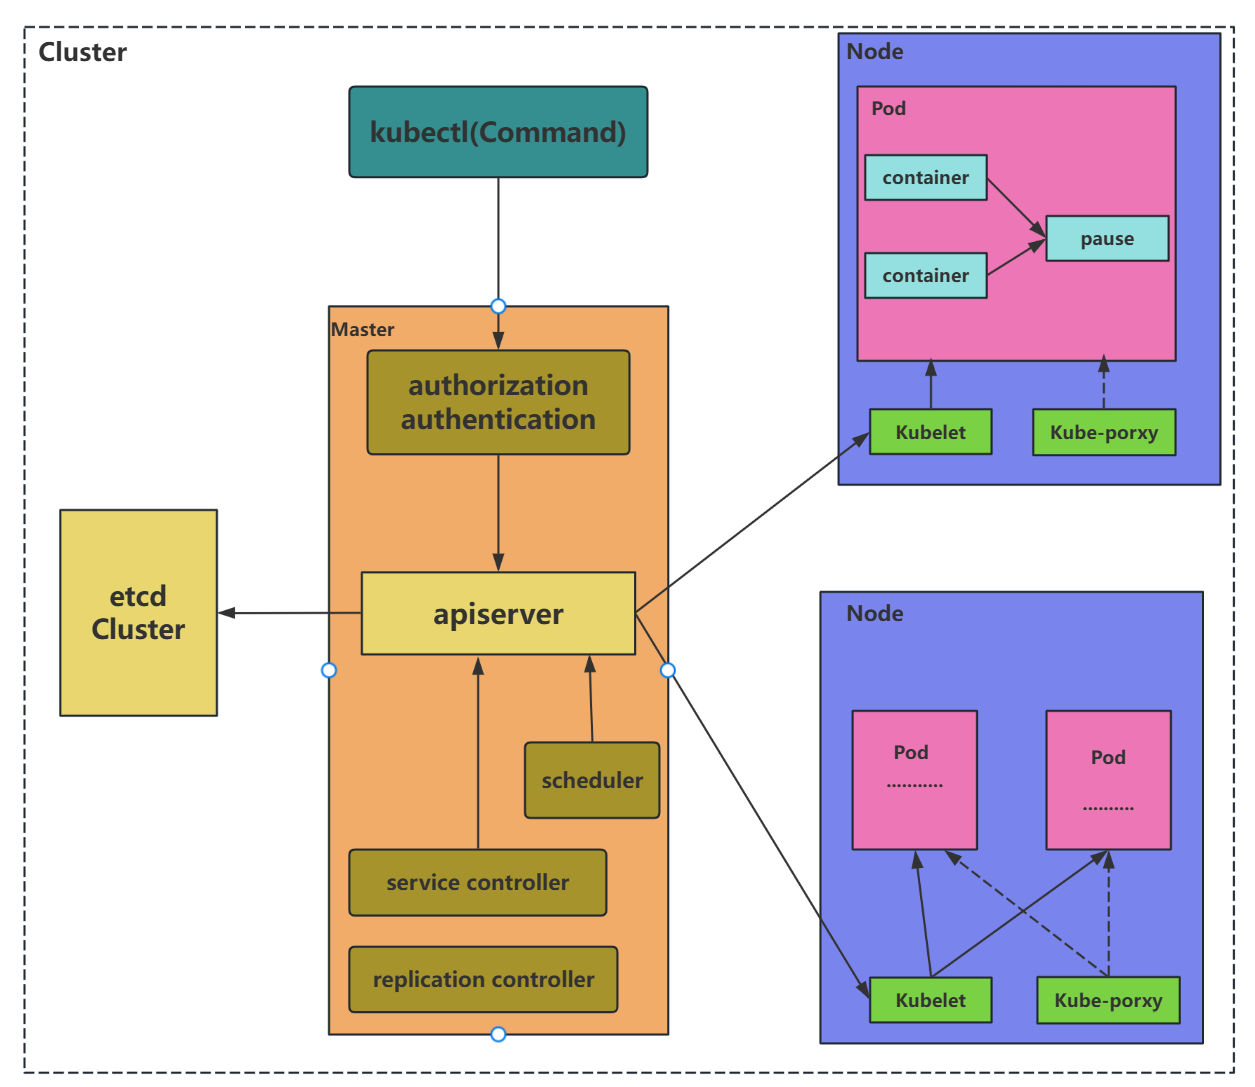 Cluster
kubectl(Command)
Master
authorization
authentication
etcd
Cluster
apiserver
scheduler
service controller
replication controller
Node
Pod
container
pause
container
Kubelet
Kube-porxy
Node
Pod
...........
Pod
..........
Kubelet
Kube-porxy